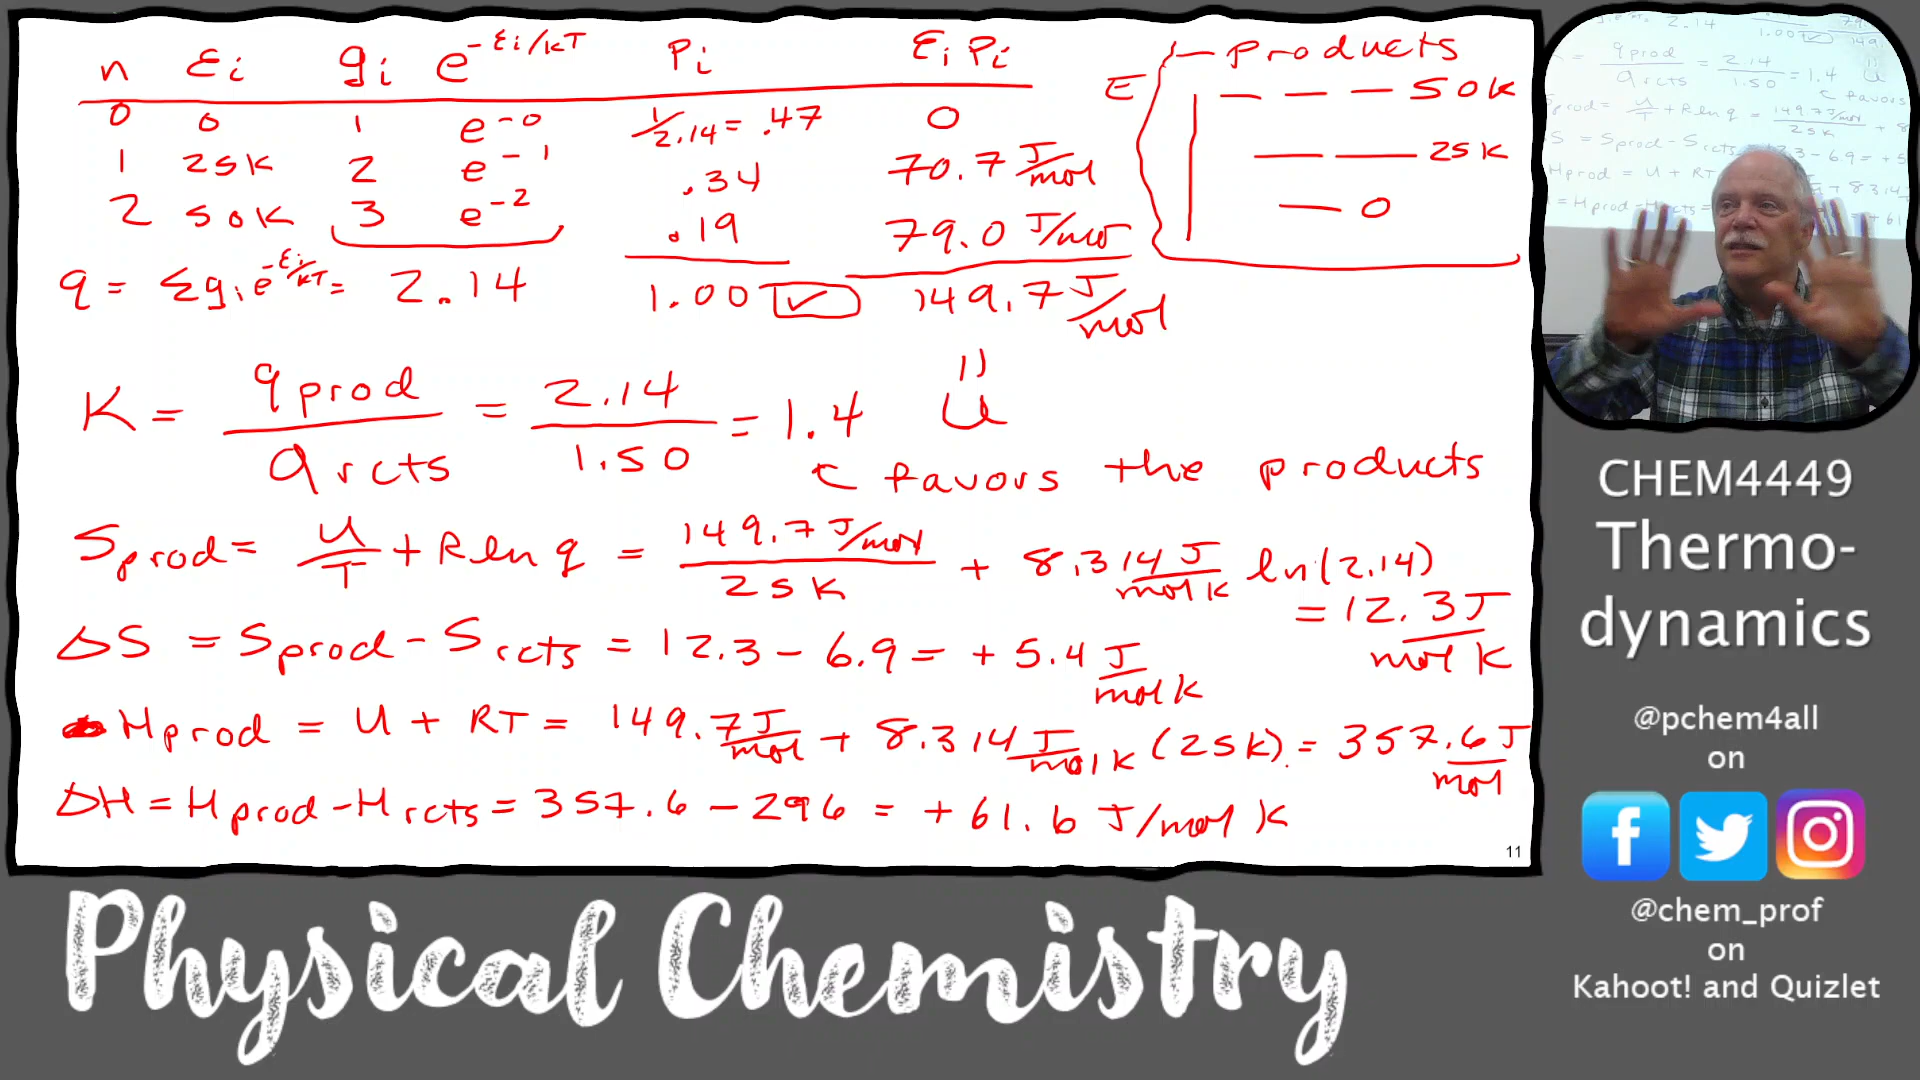 n εi gi e^-εi/kT Pi εiPi
0 0 1 e^-0 1/2.14 = .47 0
1 25K 2 e^-1 .34 70.7 J/mol
2 50K 3 e^-2 .19 79.0 J/mol
q = Σgie^-εi/kT = 2.14 1.00 ✓ 149.7 J/mol
products
E
50K
25K
0
K = qprod/qrcts = 2.14/1.50 = 1.4 ü
favors the products
Sprod = U/T + R ln q = 149.7 J/mol / 25K + 8.314 J/mol K ln(2.14)
= 12.3 J/mol K
ΔS = Sprod - Srcts = 12.3 - 6.9 = +5.4 J/mol K
Hprod = U + RT = 149.7 J/mol + 8.314 J/mol K (25K) = 357.6 J/mol
ΔH = Hprod - Hrcts = 357.6 - 296 = +61.6 J/mol K
11
CHEM4449
Thermo-
dynamics
@pchem4all
on
@chem_prof
on
Kahoot! and Quizlet
Physical Chemistry